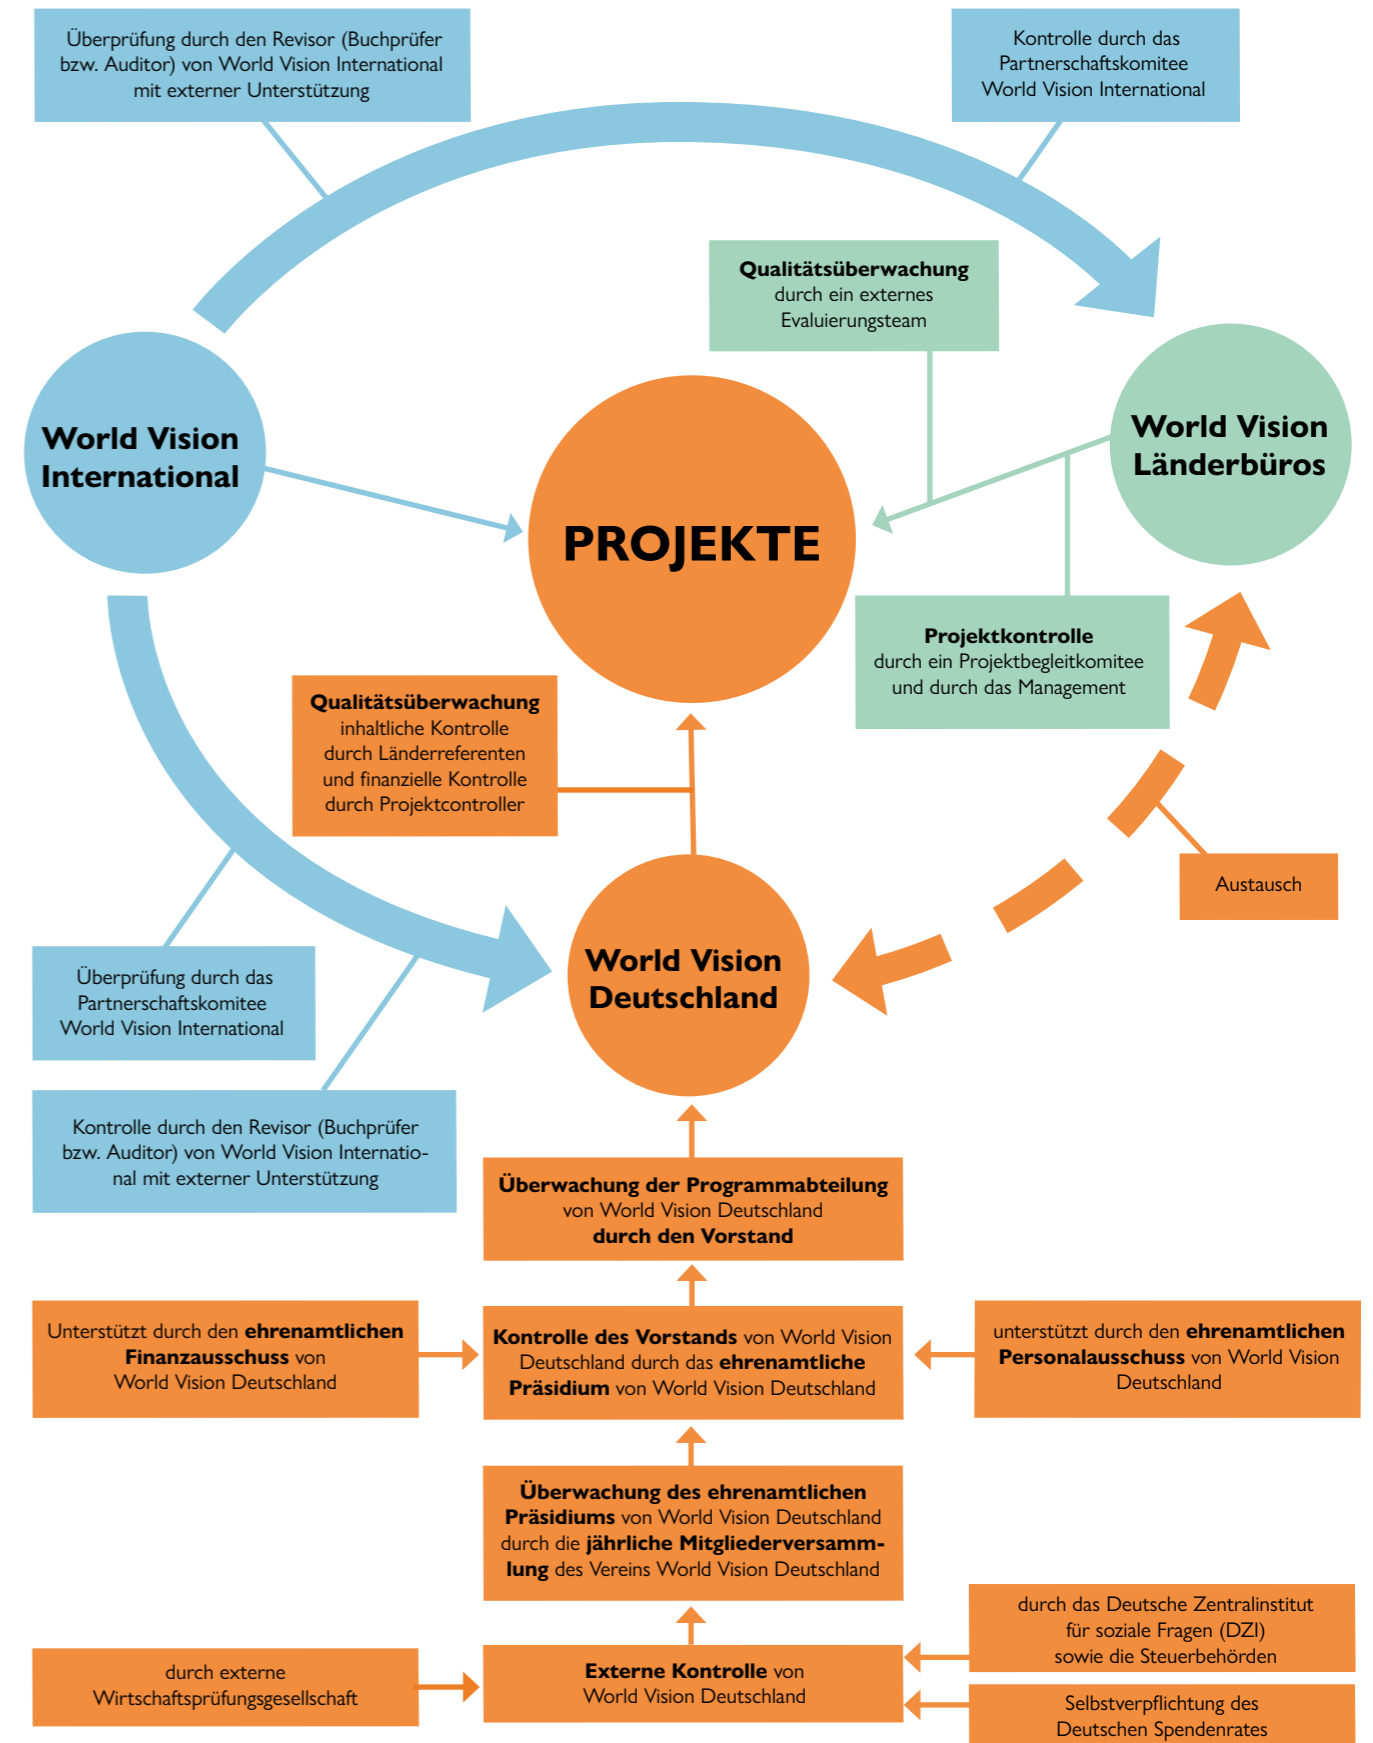 Überprüfung durch den Revisor (Buchprüfer
bzw. Auditor) von World Vision International
mit externer Unterstützung
Kontrolle durch das
Partnerschaftskomitee
World Vision International
Qualitätsüberwachung
durch ein externes
Evaluierungsteam
World Vision
International
World Vision
Länderbüros
PROJEKTE
Projektkontrolle
durch ein Projektbegleitkomitee
und durch das Management
Qualitätsüberwachung
inhaltliche Kontrolle
durch Länderreferenten
und finanzielle Kontrolle
durch Projektcontroller
Austausch
World Vision
Deutschland
Überprüfung durch das
Partnerschaftskomitee
World Vision International
Kontrolle durch den Revisor (Buchprüfer
bzw. Auditor) von World Vision Internatio-
nal mit externer Unterstützung
Überwachung der Programmabteilung
von World Vision Deutschland
durch den Vorstand
Unterstützt durch den ehrenamtlichen
Finanzausschuss von
World Vision Deutschland
Kontrolle des Vorstands von World Vision
Deutschland durch das ehrenamtliche
Präsidium von World Vision Deutschland
unterstützt durch den ehrenamtlichen
Personalausschuss von World Vision
Deutschland
Überwachung des ehrenamtlichen
Präsidiums von World Vision Deutschland
durch die jährliche Mitgliederversamm-
lung des Vereins World Vision Deutschland
durch externe
Wirtschaftsprüfungsgesellschaft
Externe Kontrolle von
World Vision Deutschland
durch das Deutsche Zentralinstitut
für soziale Fragen (DZI)
sowie die Steuerbehörden
Selbstverpflichtung des
Deutschen Spendenrates